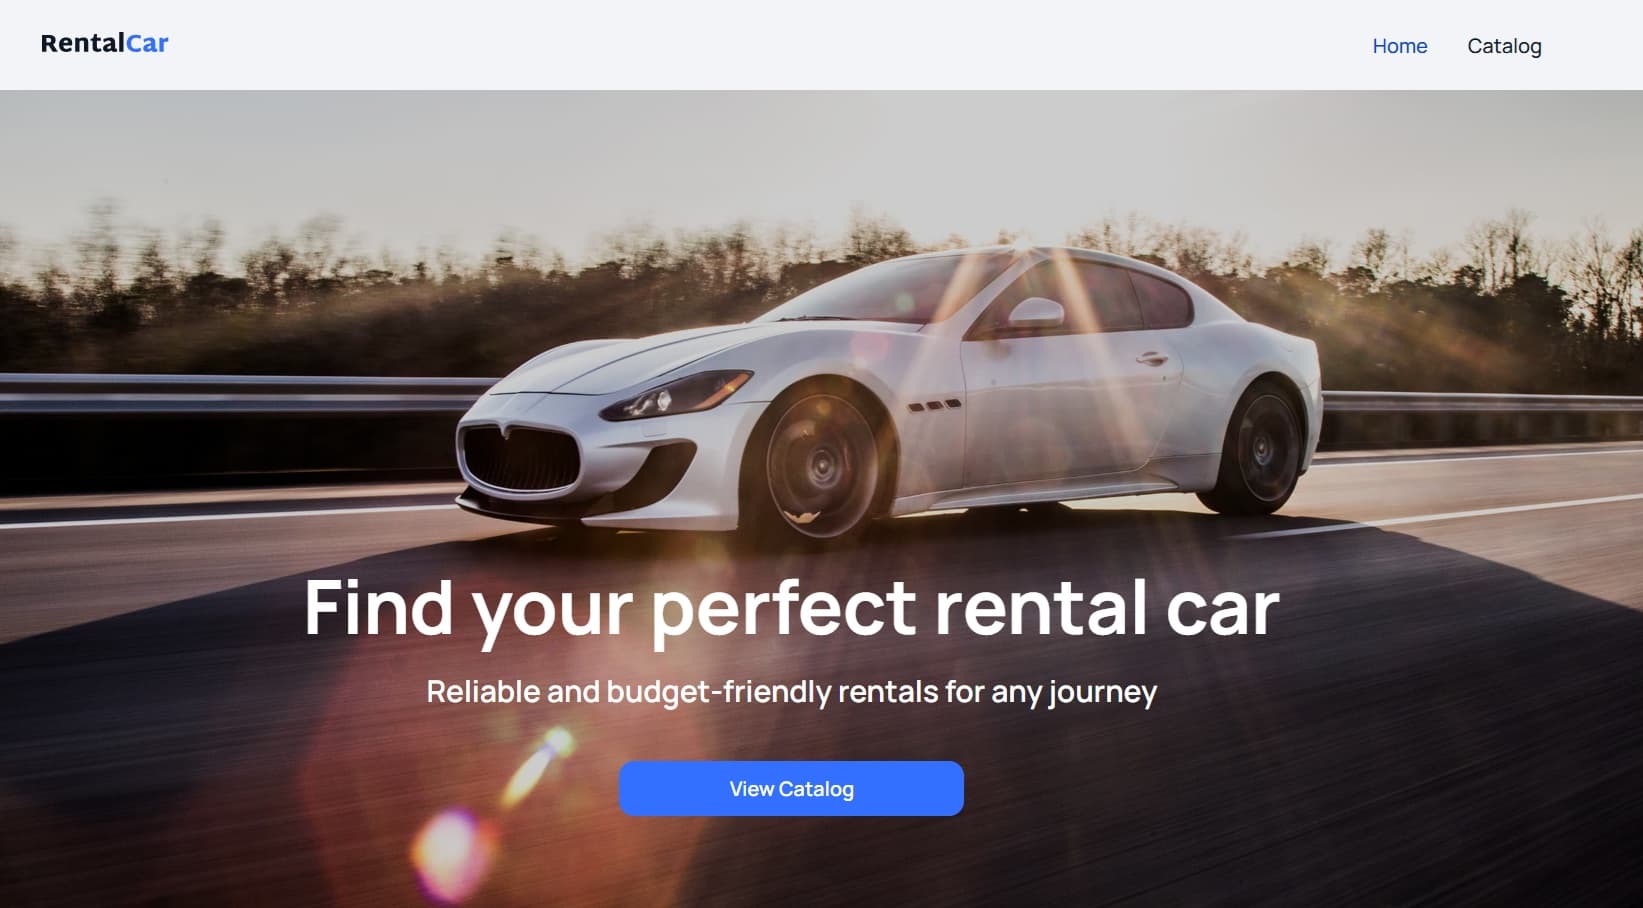 RentalCar
Home Catalog
Find your perfect rental car
Reliable and budget-friendly rentals for any journey
View Catalog